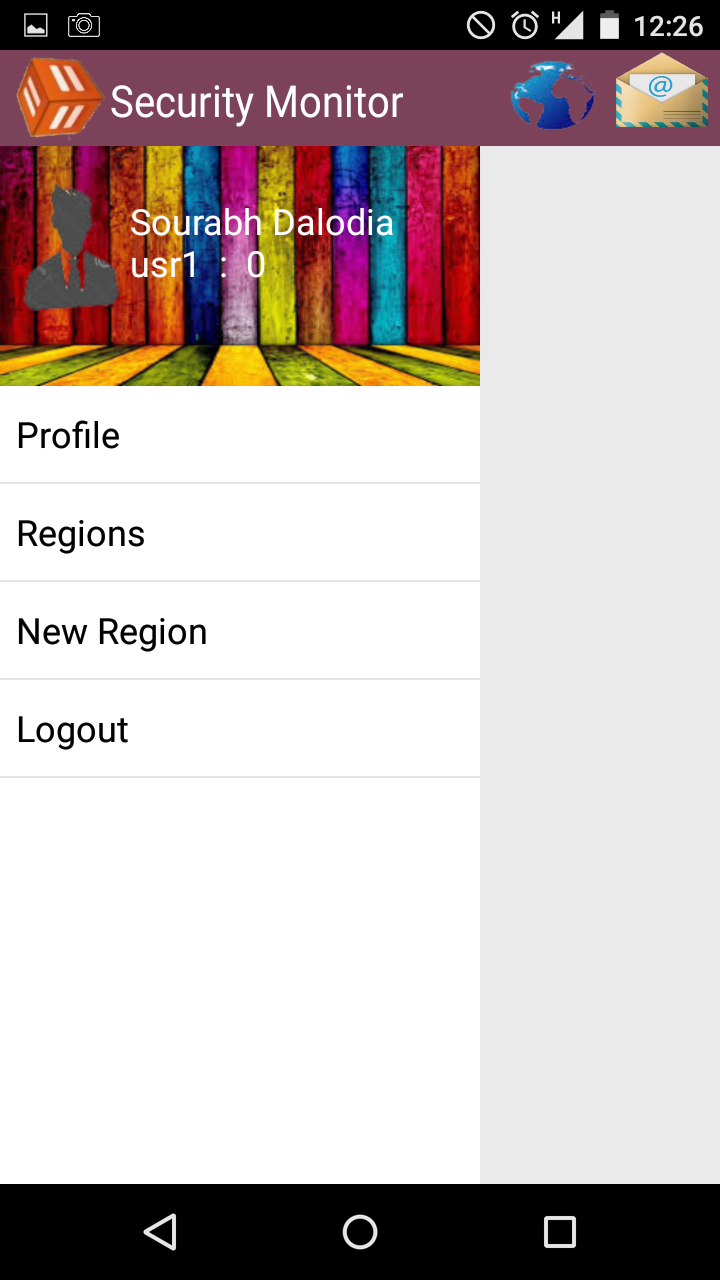 H 12:26
Security Monitor
@
Sourabh Dalodia
usr1 : 0
Profile
Regions
New Region
Logout